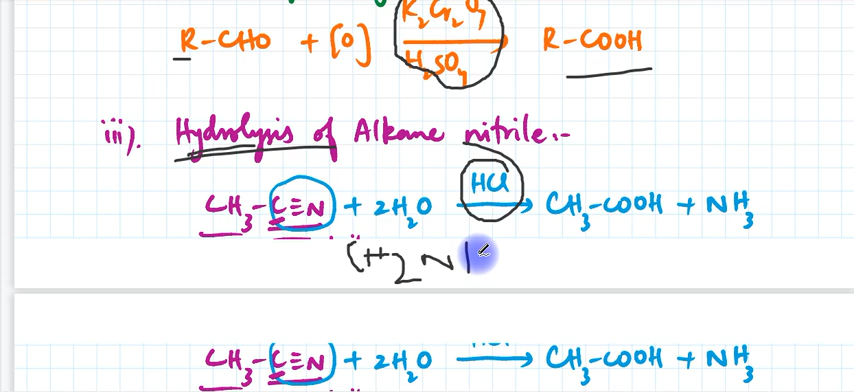 K₂Cr₂O₇
R-CHO + [O] ⟶ R-COOH
H₂SO₄
iii). Hydrolysis of Alkane nitrile:-
HCl
CH₃-C≡N + 2H₂O ⟶ CH₃-COOH + NH₃
(H2N
CH₃-C≡N + 2H₂O ⟶ CH₃-COOH + NH₃